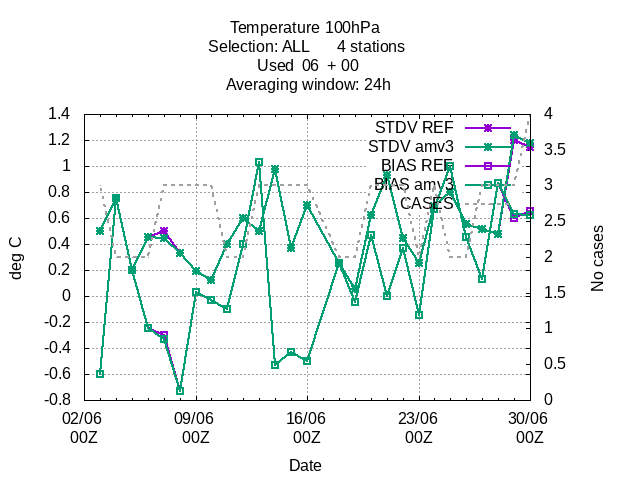 Temperature 100hPa
Selection: ALL 4 stations
Used 06 + 00
Averaging window: 24h
STDV REF
STDV amv3
BIAS REF
BIAS amv3
CASES
1.4
1.2
1
0.8
0.6
0.4
0.2
0
-0.2
-0.4
-0.6
-0.8
deg C
4
3.5
3
2.5
2
1.5
1
0.5
0
No cases
02/06 09/06 16/06 23/06 30/06
00Z 00Z 00Z 00Z 00Z
Date